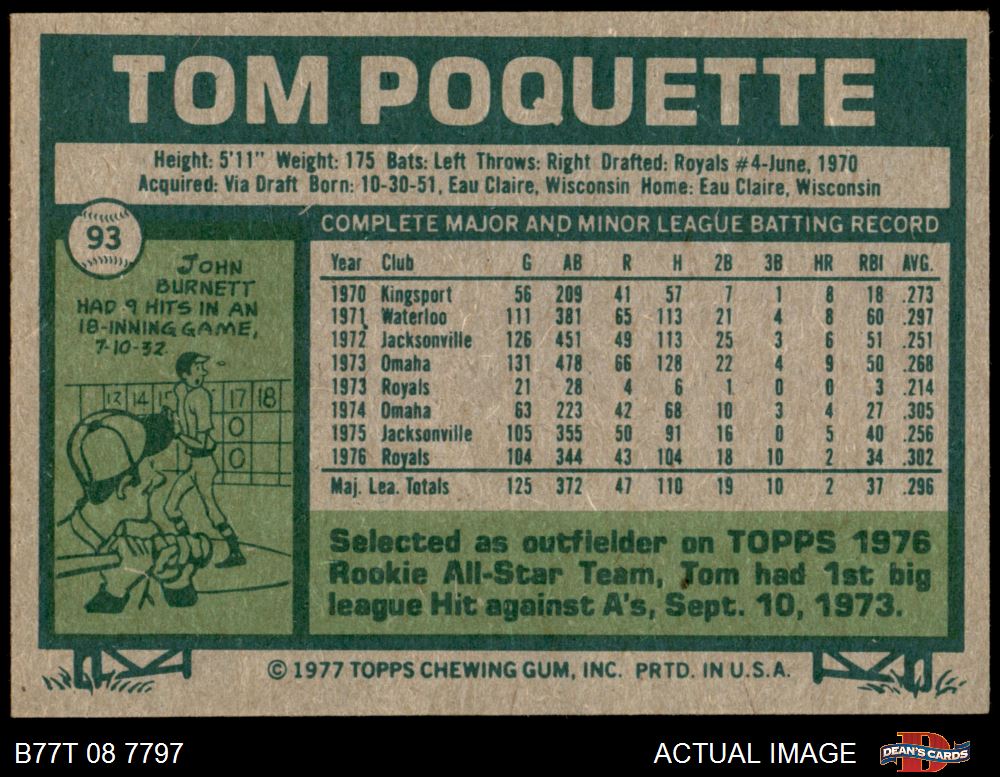 TOM POQUETTE
Height: 5'11" Weight: 175 Bats: Left Throws: Right Drafted: Royals #4-June, 1970
Acquired: Via Draft Born: 10-30-51, Eau Claire, Wisconsin Home: Eau Claire, Wisconsin
93
JOHN
BURNETT
HAD 9 HITS IN AN
18-INNING GAME,
7-10-32.
13 14 15 17 18
0
0
COMPLETE MAJOR AND MINOR LEAGUE BATTING RECORD
Year Club G AB R H 2B 3B HR RBI AVG.
1970 Kingsport 56 209 41 57 7 1 8 18 .273
1971 Waterloo 111 381 65 113 21 4 8 60 .297
1972 Jacksonville 126 451 49 113 25 3 6 51 .251
1973 Omaha 131 478 66 128 22 4 9 50 .268
1973 Royals 21 28 4 6 1 0 0 3 .214
1974 Omaha 63 223 42 68 10 3 4 27 .305
1975 Jacksonville 105 355 50 91 16 0 5 40 .256
1976 Royals 104 344 43 104 18 10 2 34 .302
Maj. Lea. Totals 125 372 47 110 19 10 2 37 .296
Selected as outfielder on TOPPS 1976
Rookie All-Star Team, Tom had 1st big
league Hit against A's, Sept. 10, 1973.
© 1977 TOPPS CHEWING GUM, INC. PRTD. IN U.S.A.
B77T 08 7797
ACTUAL IMAGE
DEAN'S CARDS